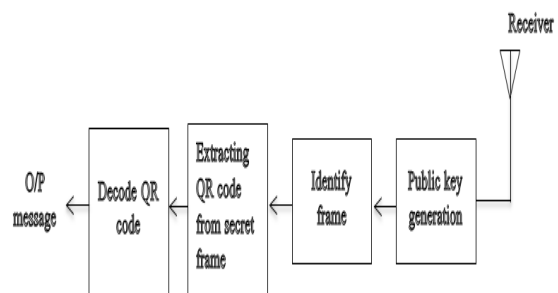 Receiver
O/P
message
Decode QR
code
Extracting
QR code
from secret
frame
Identify
frame
Public key
generation